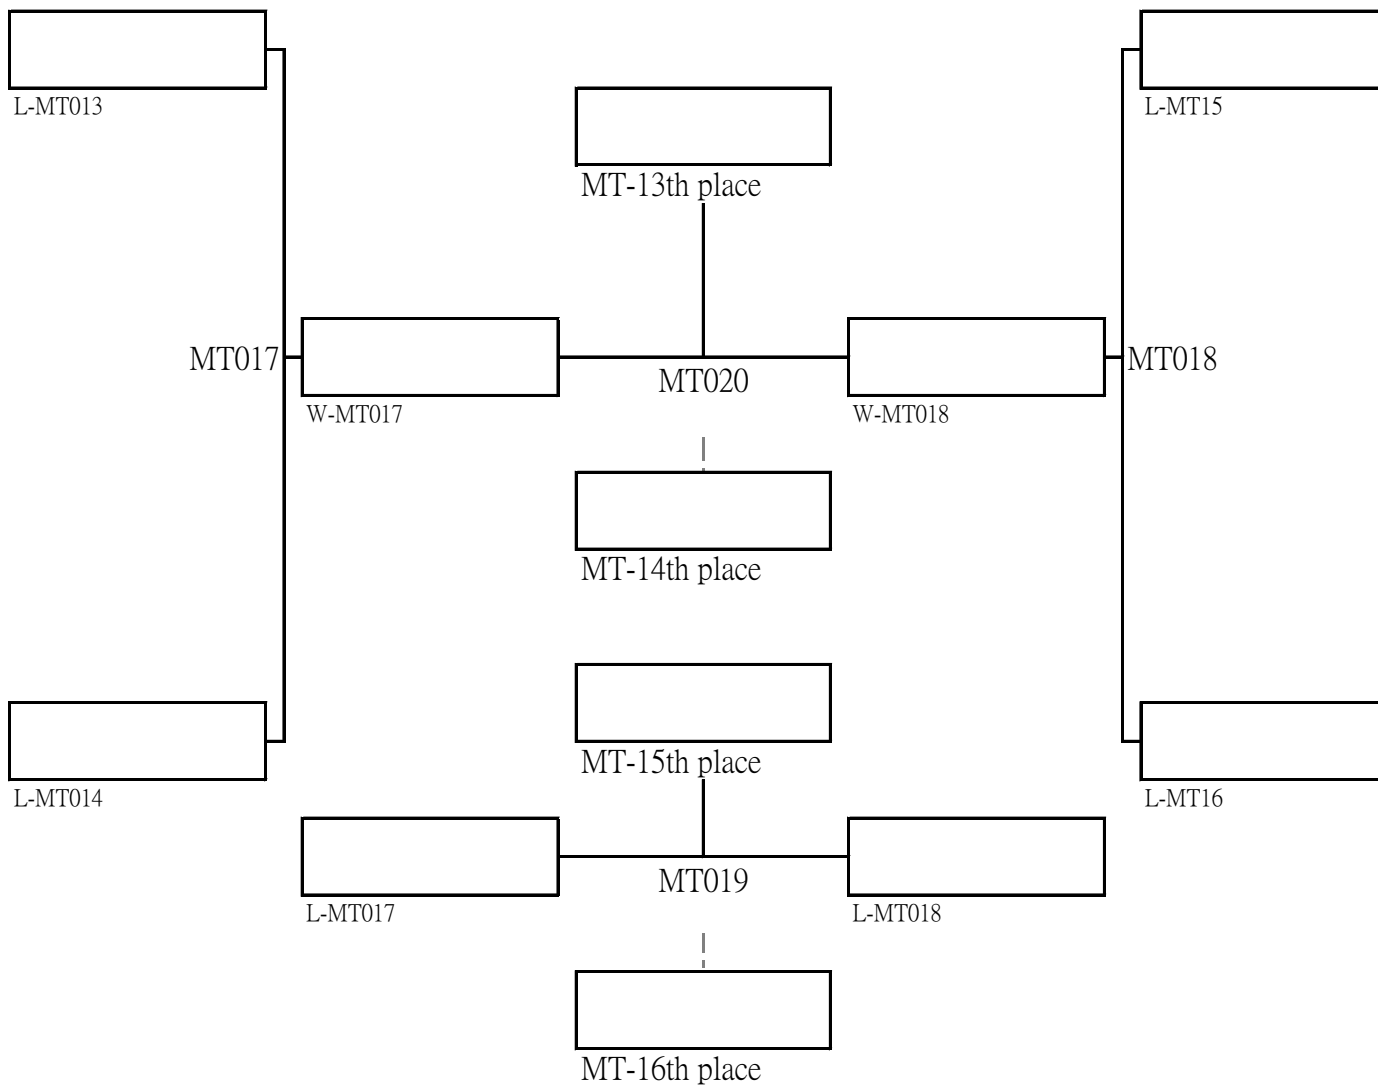 L-MT013
L-MT15
MT-13th place
MT017
MT020
MT018
W-MT017
W-MT018
MT-14th place
MT-15th place
L-MT014
L-MT16
MT019
L-MT017
L-MT018
MT-16th place